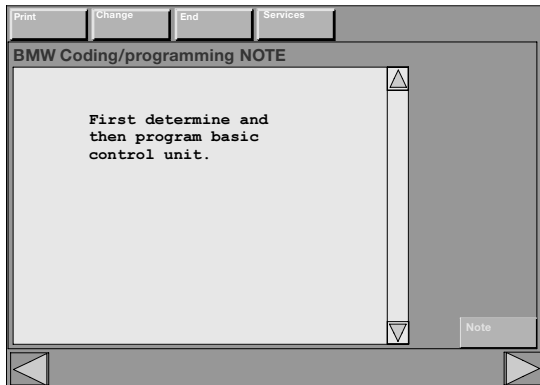 Print
Change
End
Services
BMW Coding/programming NOTE
First determine and
then program basic
control unit.
Note